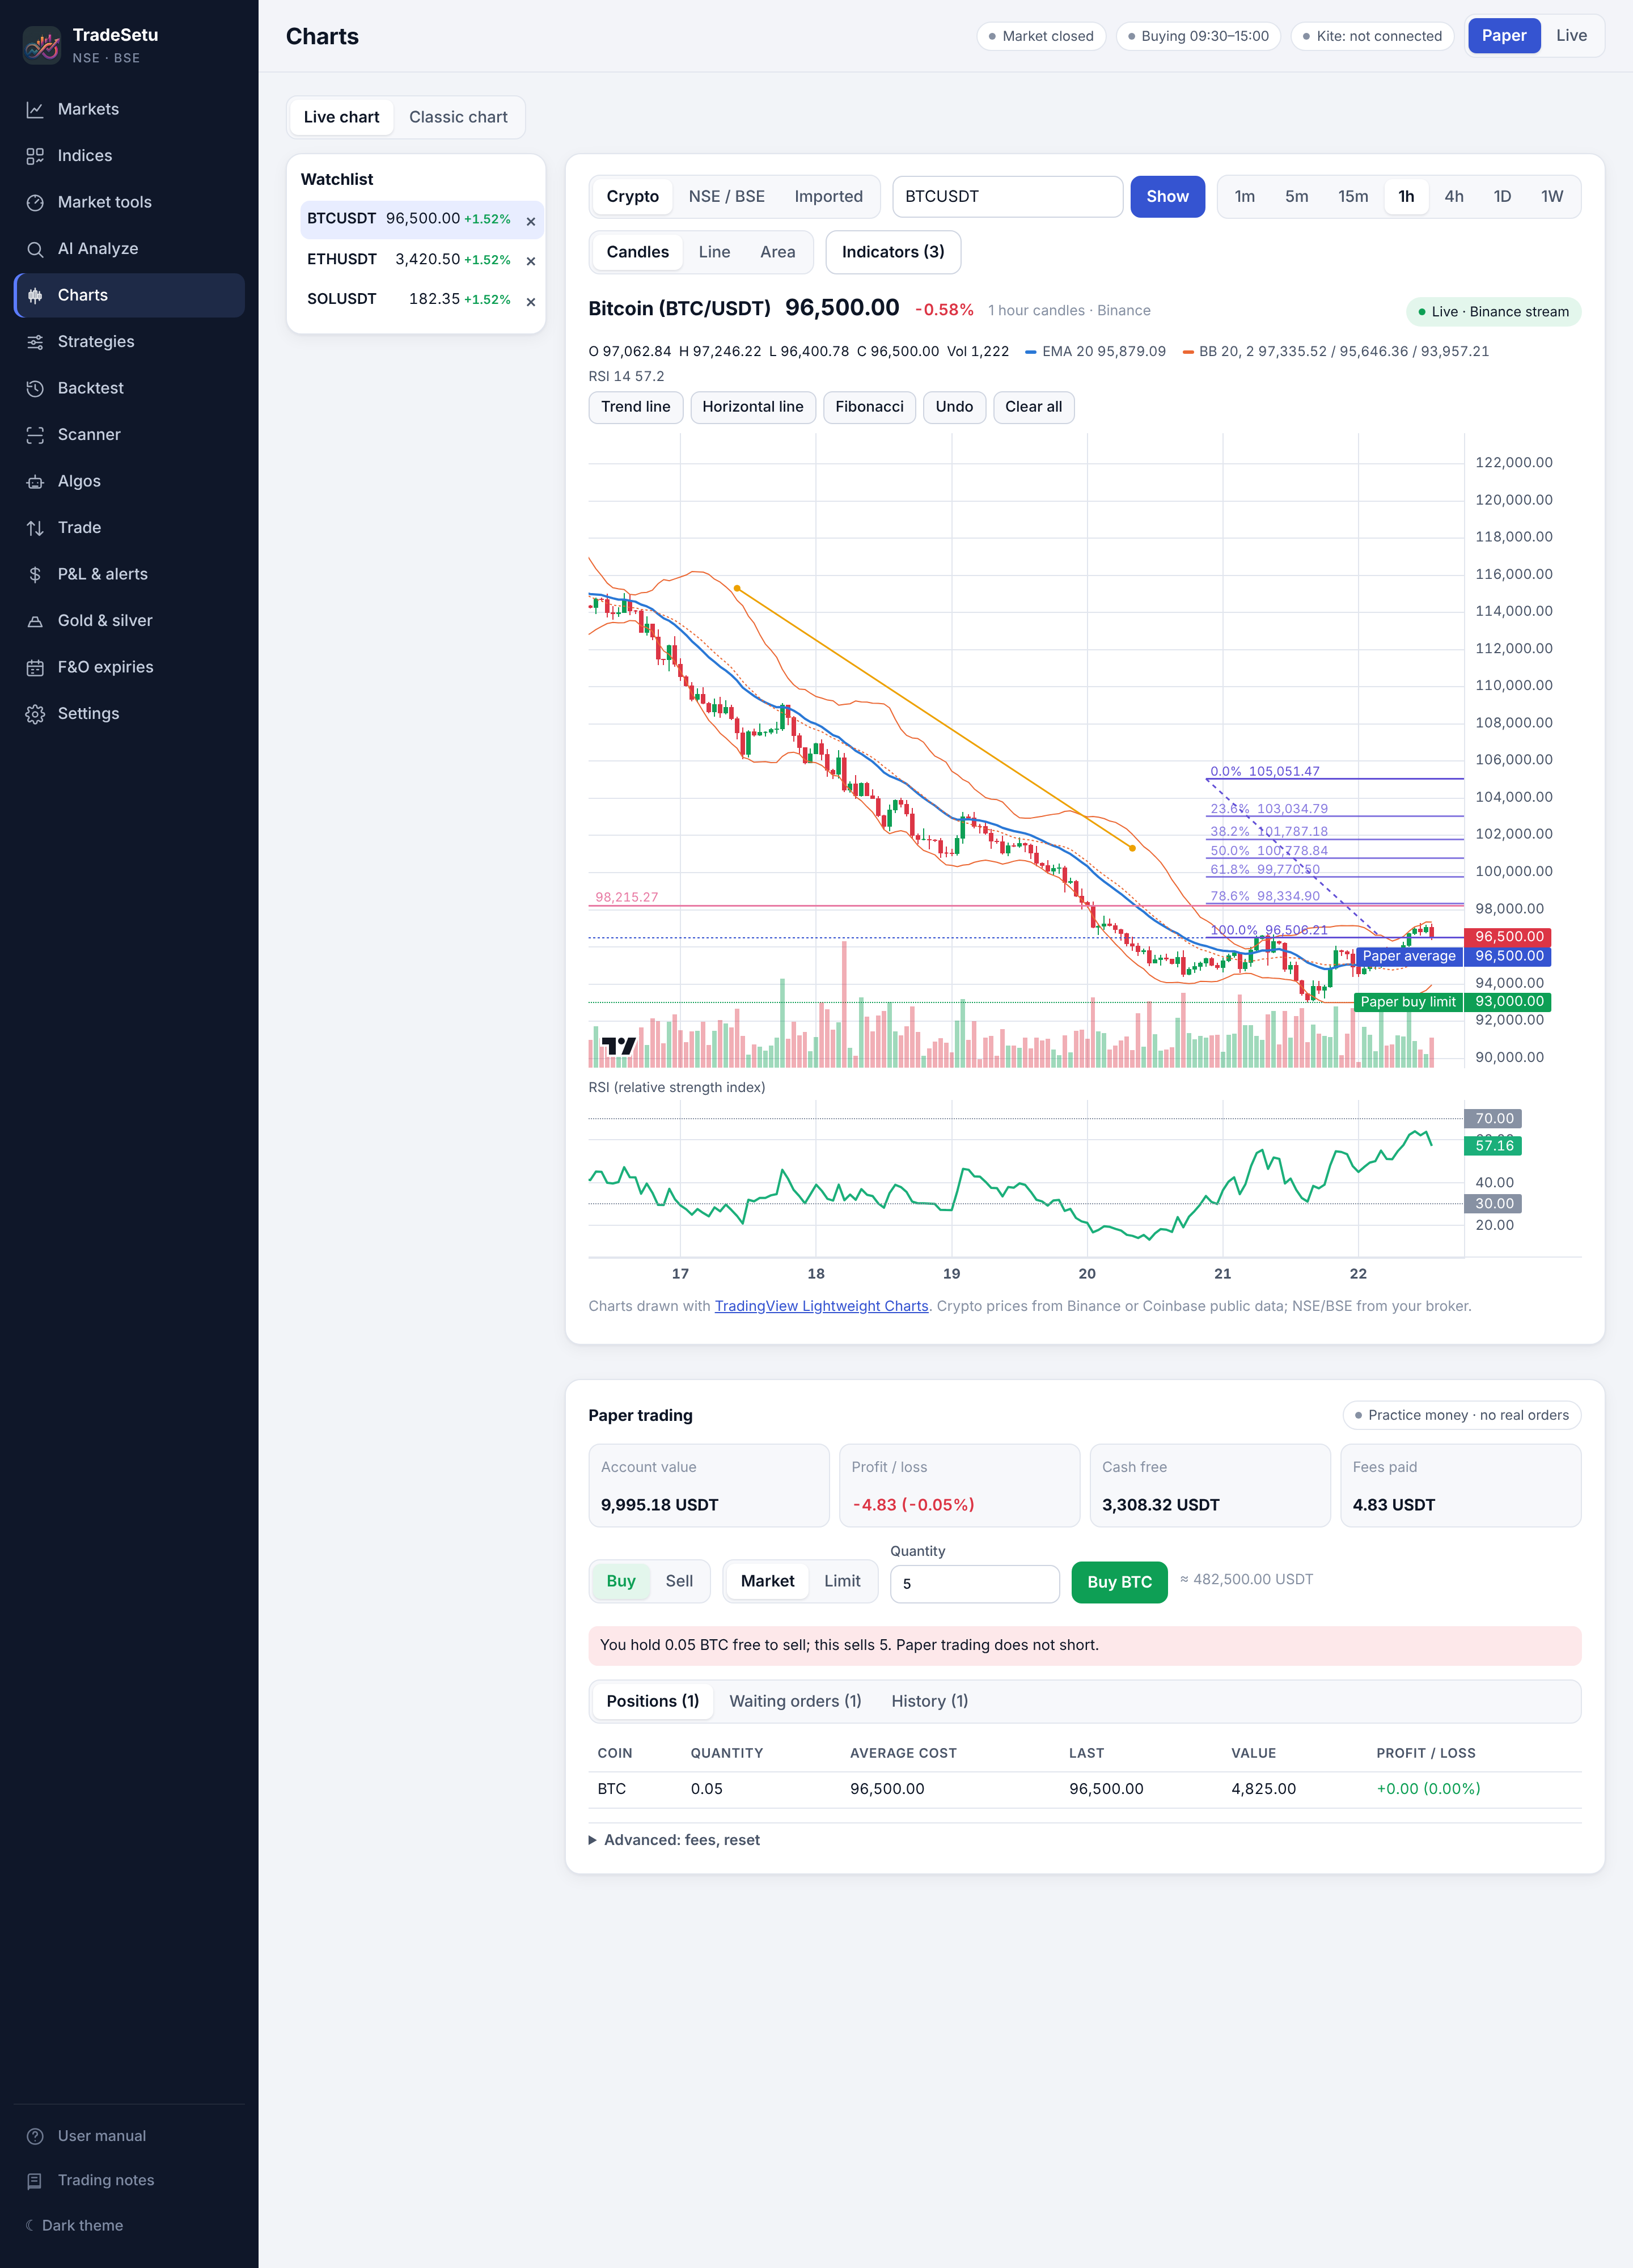 TradeSetu
NSE · BSE
Markets
Indices
Market tools
AI Analyze
Charts
Strategies
Backtest
Scanner
Algos
Trade
P&L & alerts
Gold & silver
F&O expiries
Settings
User manual
Trading notes
Dark theme
Charts
Market closed
Buying 09:30–15:00
Kite: not connected
Paper Live
Live chart Classic chart
Watchlist
BTCUSDT 96,500.00 +1.52% ×
ETHUSDT 3,420.50 +1.52% ×
SOLUSDT 182.35 +1.52% ×
Crypto NSE / BSE Imported BTCUSDT Show 1m 5m 15m 1h 4h 1D 1W
Candles Line Area Indicators (3)
Bitcoin (BTC/USDT) 96,500.00 -0.58% 1 hour candles · Binance Live · Binance stream
O 97,062.84 H 97,246.22 L 96,400.78 C 96,500.00 Vol 1,222 EMA 20 95,879.09 BB 20, 2 97,335.52 / 95,646.36 / 93,957.21
RSI 14 57.2
Trend line Horizontal line Fibonacci Undo Clear all
122,000.00
120,000.00
118,000.00
116,000.00
114,000.00
112,000.00
110,000.00
108,000.00
106,000.00
0.0% 105,051.47
104,000.00
23.6% 103,034.79
38.2% 101,787.18
102,000.00
50.0% 100,778.84
61.8% 99,770.50
100,000.00
78.6% 98,334.90
98,215.27
98,000.00
100.0% 96,506.21
96,500.00
Paper average 96,500.00
94,000.00
Paper buy limit 93,000.00
92,000.00
90,000.00
RSI (relative strength index)
70.00
57.16
40.00
30.00
20.00
17 18 19 20 21 22
Charts drawn with TradingView Lightweight Charts. Crypto prices from Binance or Coinbase public data; NSE/BSE from your broker.
Paper trading
Practice money · no real orders
Account value Profit / loss Cash free Fees paid
9,995.18 USDT -4.83 (-0.05%) 3,308.32 USDT 4.83 USDT
Quantity
Buy Sell Market Limit 5 Buy BTC ≈ 482,500.00 USDT
You hold 0.05 BTC free to sell; this sells 5. Paper trading does not short.
Positions (1) Waiting orders (1) History (1)
COIN QUANTITY AVERAGE COST LAST VALUE PROFIT / LOSS
BTC 0.05 96,500.00 96,500.00 4,825.00 +0.00 (0.00%)
Advanced: fees, reset